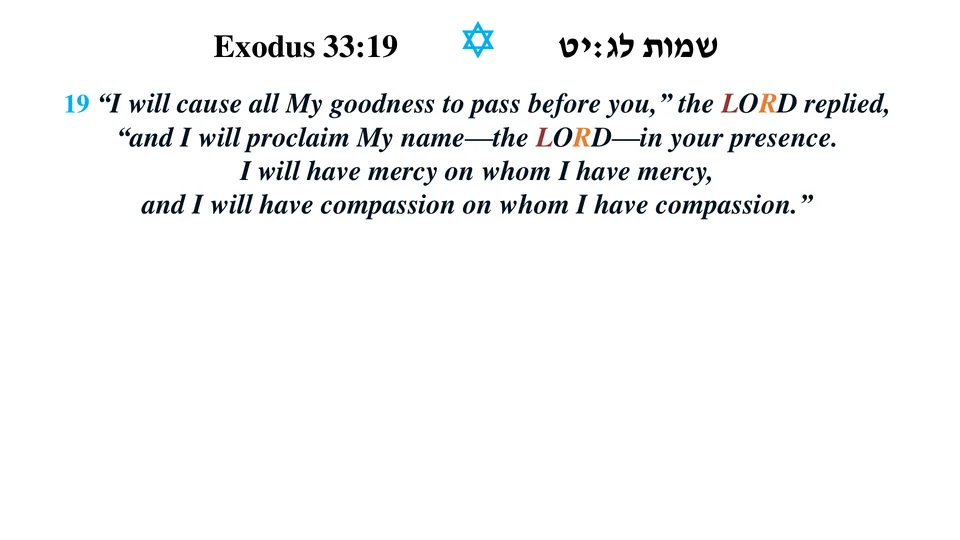 Exodus 33:19 ✡ שמות לג:יט
19 “I will cause all My goodness to pass before you,” the LORD replied,
“and I will proclaim My name—the LORD—in your presence.
I will have mercy on whom I have mercy,
and I will have compassion on whom I have compassion.”